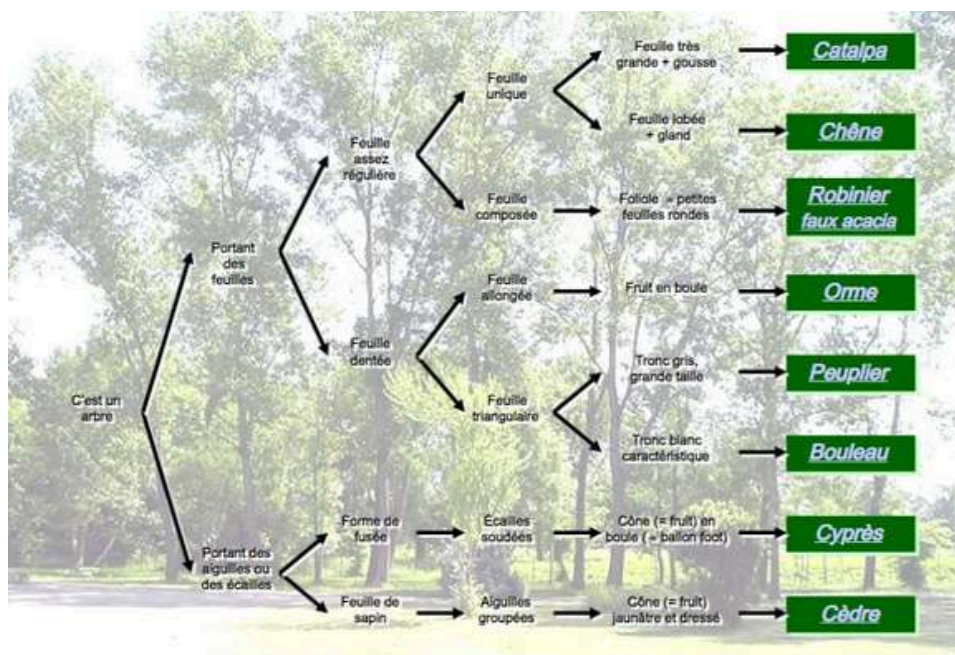 Feuille très
grande + gousse
Catalpa
Feuille
unique
Feuille lobée
+ gland
Chêne
Feuille
assez
régulière
Feuille
composée
Foliole = petites
feuilles rondes
Robinier
faux acacia
Portant
des
feuilles
Feuille
allongée
Fruit en boule
Orme
Feuille
dentée
Tronc gris,
grande taille
Peuplier
C'est un
arbre
Feuille
triangulaire
Tronc blanc
caractéristique
Bouleau
Portant des
aiguilles ou
des écailles
Forme de
fusée
Écailles
soudées
Cône (= fruit) en
boule (= ballon foot)
Cyprès
Feuille de
sapin
Aiguilles
groupées
Cône (= fruit)
jaunâtre et dressé
Cèdre